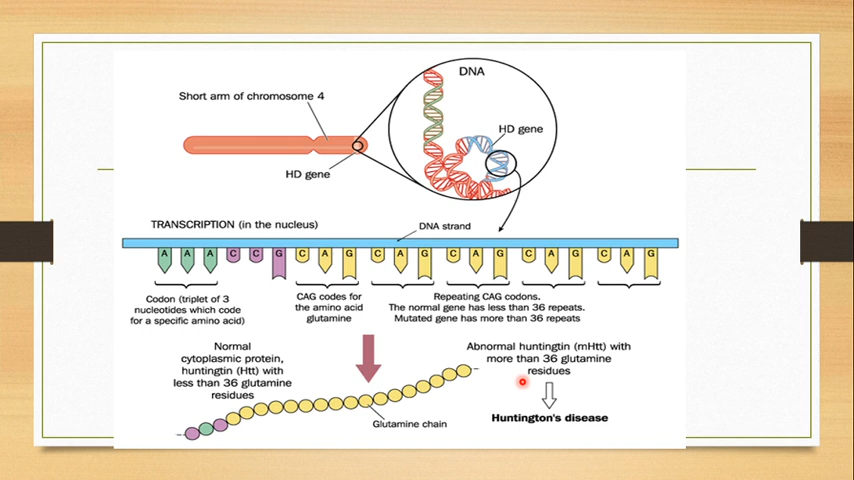 DNA
Short arm of chromosome 4
HD gene
HD gene
TRANSCRIPTION (in the nucleus)
DNA strand
A A A C C G C A G C A G C A G C A G C A G
Codon (triplet of 3
nucleotides which code
for a specific amino acid)
CAG codes for
the amino acid
glutamine
Repeating CAG codons.
The normal gene has less than 36 repeats.
Mutated gene has more than 36 repeats
Normal
cytoplasmic protein,
huntingtin (Htt) with
less than 36 glutamine
residues
Abnormal huntingtin (mHtt) with
more than 36 glutamine
residues
Glutamine chain
Huntington's disease